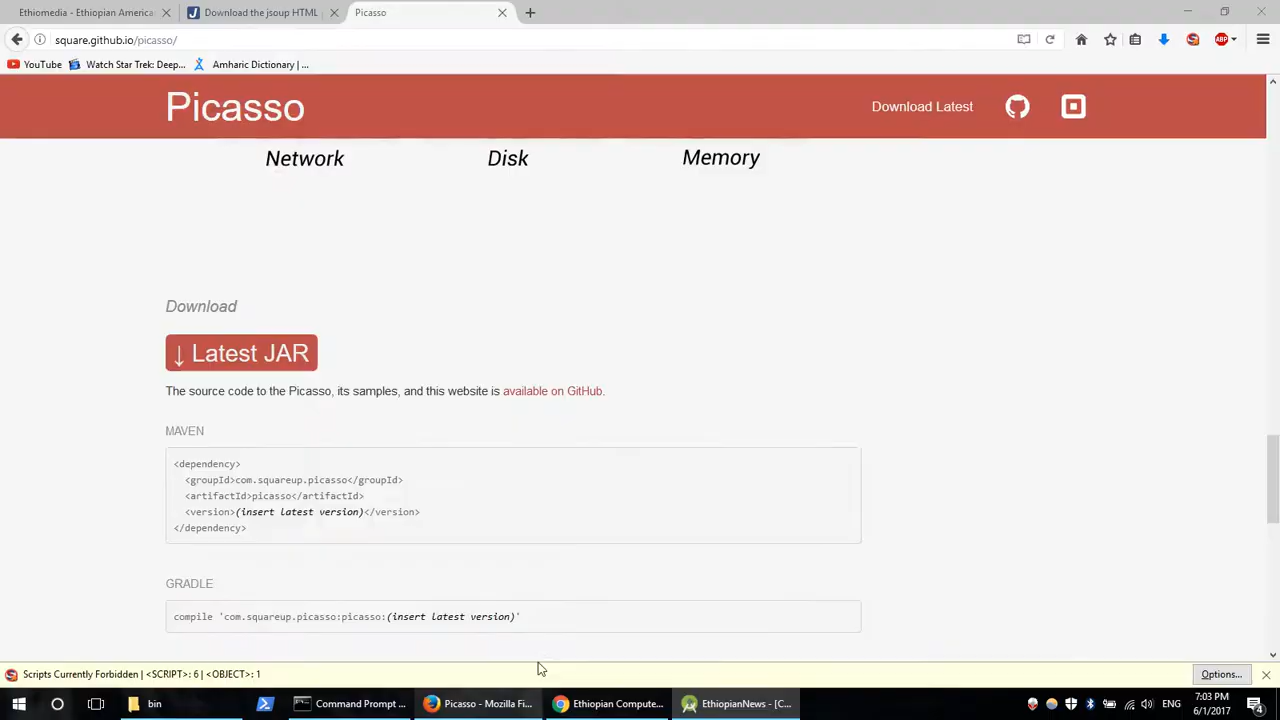 Ethiomedia - Ethiopian America
Download the jsoup HTML
Picasso
square.github.io/picasso/
ABP
YouTube
Watch Star Trek: Deep...
Amharic Dictionary | ...
Picasso
Download Latest
Network
Disk
Memory
Download
↓ Latest JAR
The source code to the Picasso, its samples, and this website is available on GitHub.
MAVEN
<dependency>
<groupId>com.squareup.picasso</groupId>
<artifactId>picasso</artifactId>
<version>(insert latest version)</version>
</dependency>
GRADLE
compile 'com.squareup.picasso:picasso:(insert latest version)'
Scripts Currently Forbidden | <SCRIPT>: 6 | <OBJECT>: 1
Options...
bin
Command Prompt ...
Picasso - Mozilla Fi...
Ethiopian Compute...
EthiopianNews - [C...
ENG
7:03 PM
6/1/2017
4